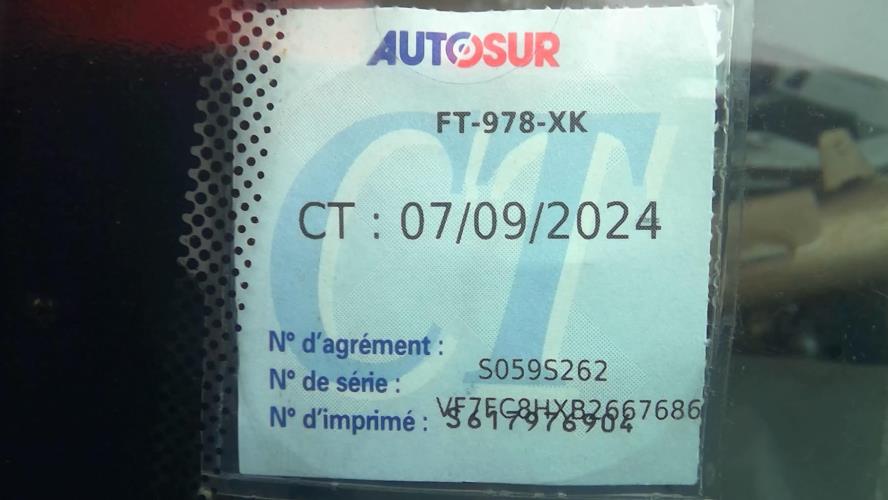 AUTOSUR
FT-978-XK
CT : 07/09/2024
N° d'agrément : S059S262
N° de série : VF7FC8HXB2667686
N° d'imprimé : S617976904